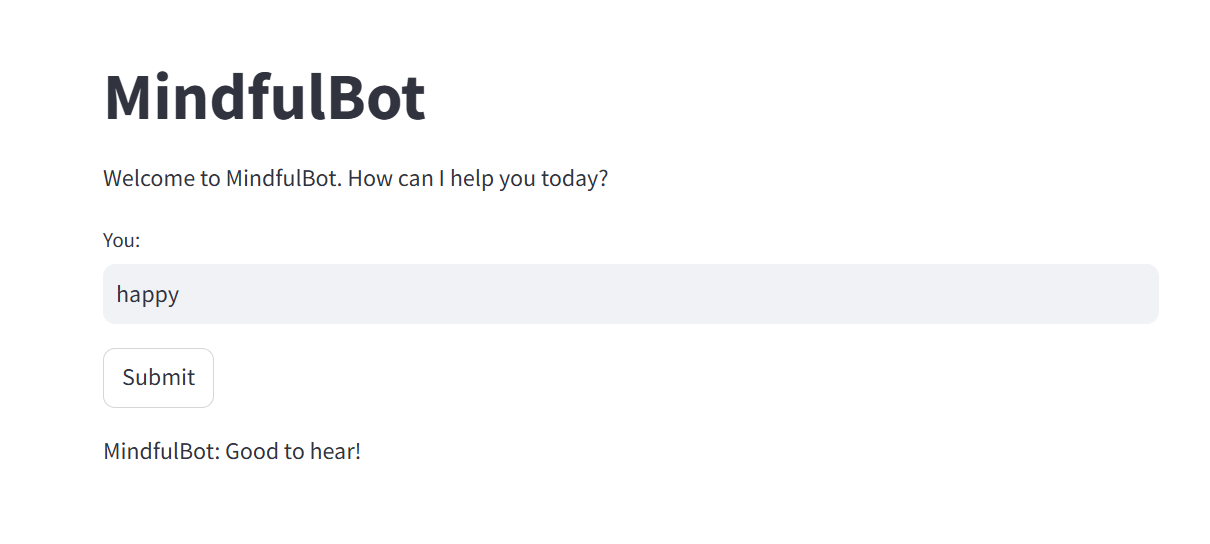 MindfulBot
Welcome to MindfulBot. How can I help you today?
You:
happy
Submit
MindfulBot: Good to hear!